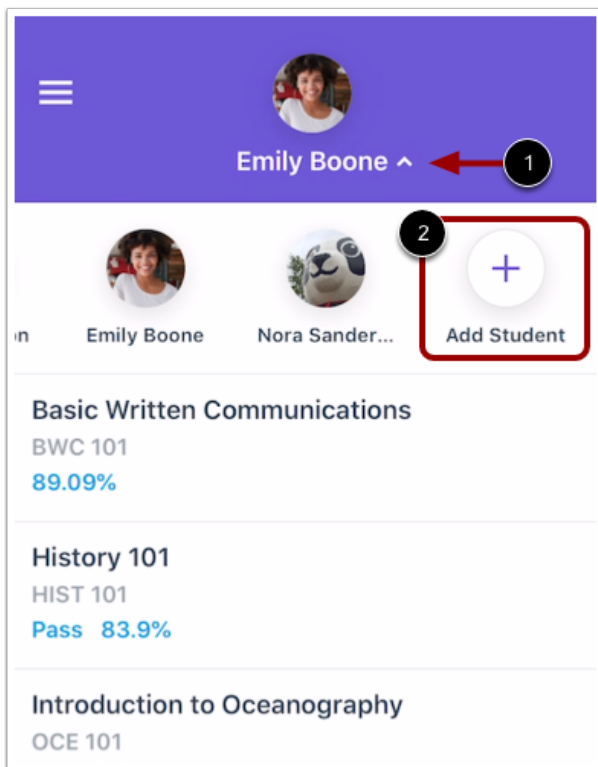 Emily Boone
1
2
on Emily Boone Nora Sander... Add Student
Basic Written Communications
BWC 101
89.09%
History 101
HIST 101
Pass 83.9%
Introduction to Oceanography
OCE 101